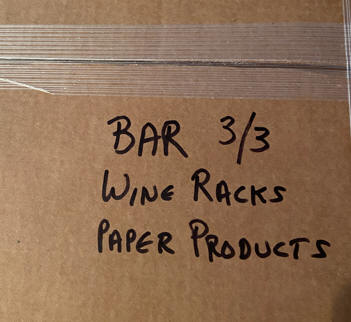 BAR 3/3
WINE RACKS
PAPER PRODUCTS